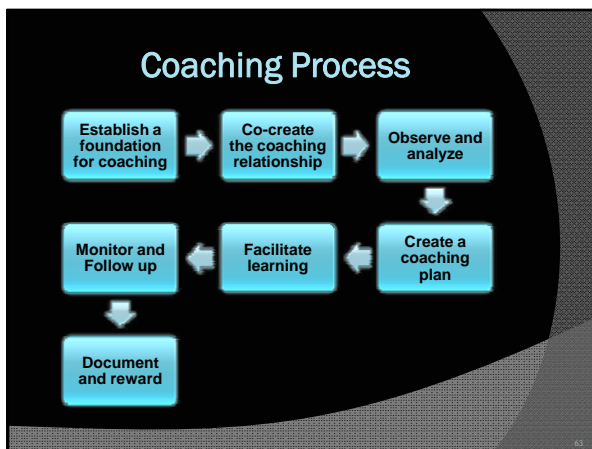 Coaching Process
Establish a
foundation
for coaching
Co-create
the coaching
relationship
Observe and
analyze
Create a
coaching
plan
Facilitate
learning
Monitor and
Follow up
Document
and reward
63